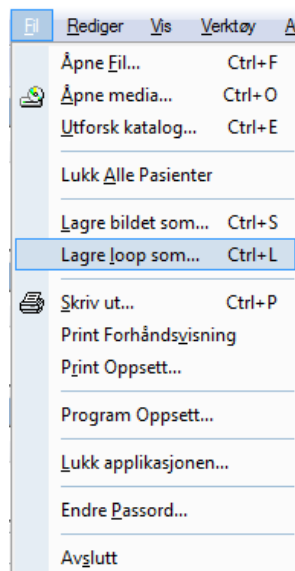 Fil Rediger Vis Verktøy A
Åpne Fil... Ctrl+F
Åpne media... Ctrl+O
Utforsk katalog... Ctrl+E
Lukk Alle Pasienter
Lagre bildet som... Ctrl+S
Lagre loop som... Ctrl+L
Skriv ut... Ctrl+P
Print Forhåndsvisning
Print Oppsett...
Program Oppsett...
Lukk applikasjonen...
Endre Passord...
Avslutt